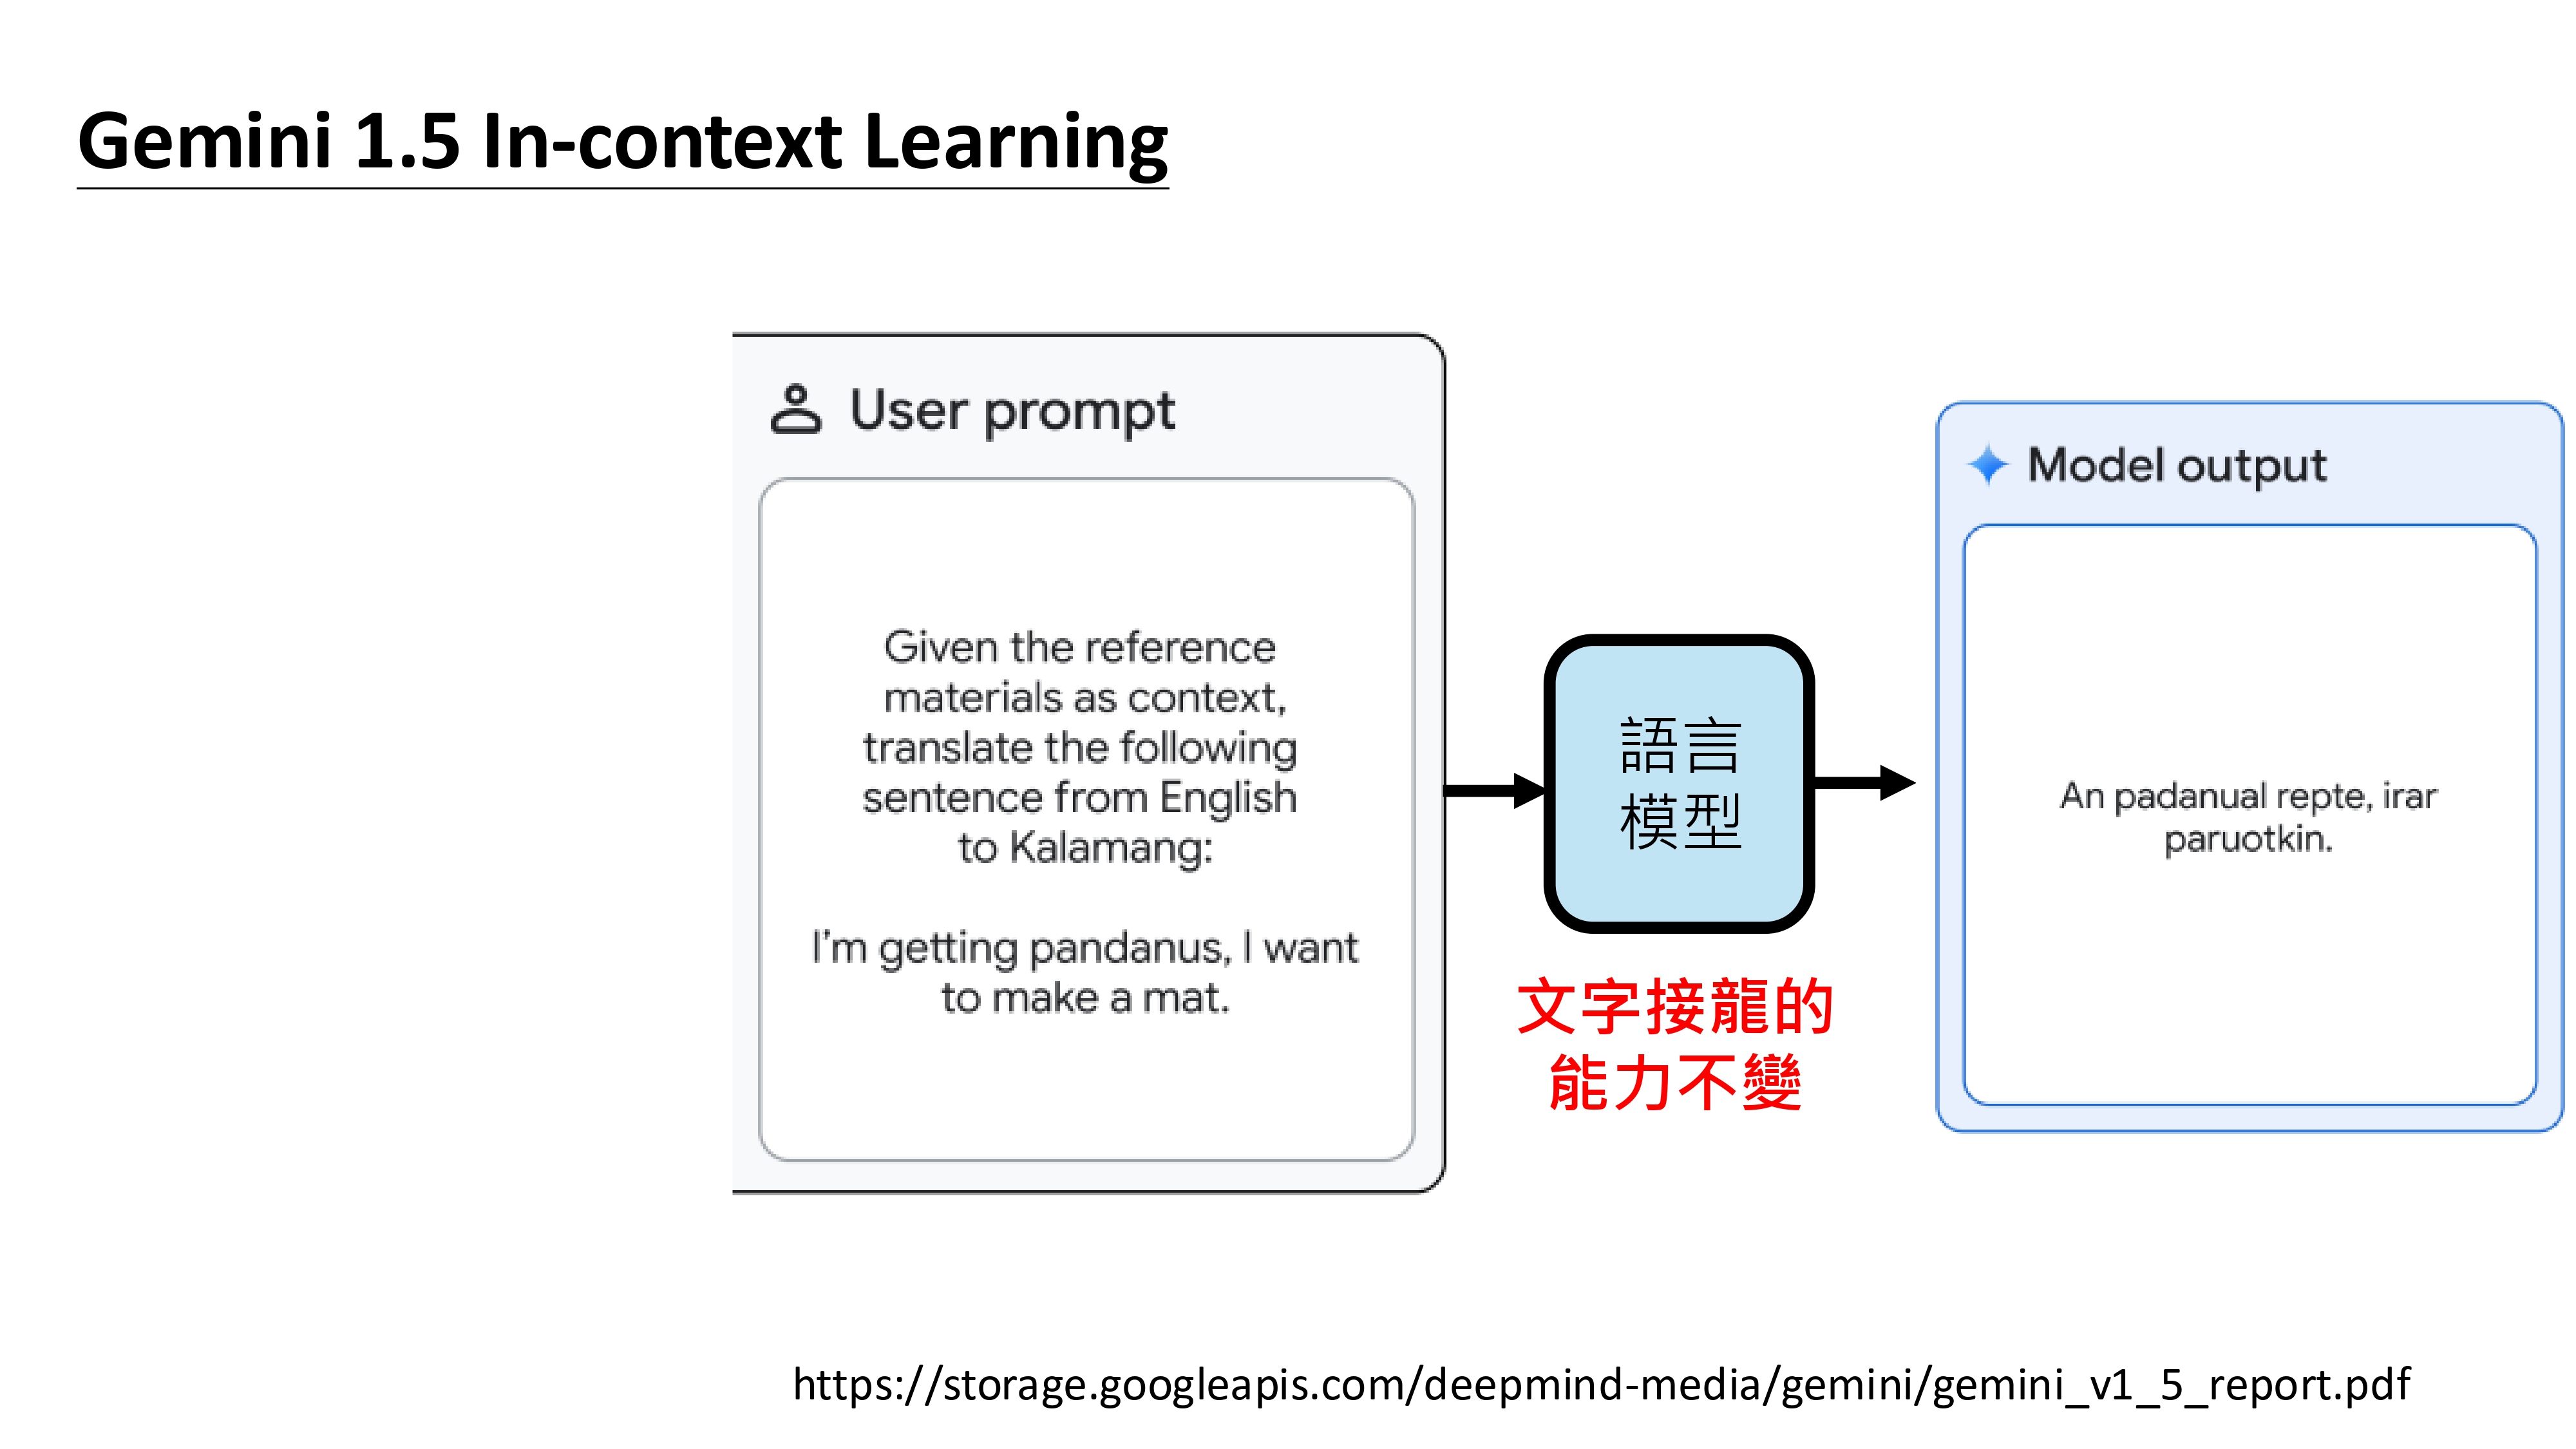 Gemini 1.5 In-context Learning
User prompt
Given the reference
materials as context,
translate the following
sentence from English
to Kalamang:
I'm getting pandanus, I want
to make a mat.
語言
模型
文字接龍的
能力不變
Model output
An padanual repte, irar
paruotkin.
https://storage.googleapis.com/deepmind-media/gemini/gemini_v1_5_report.pdf